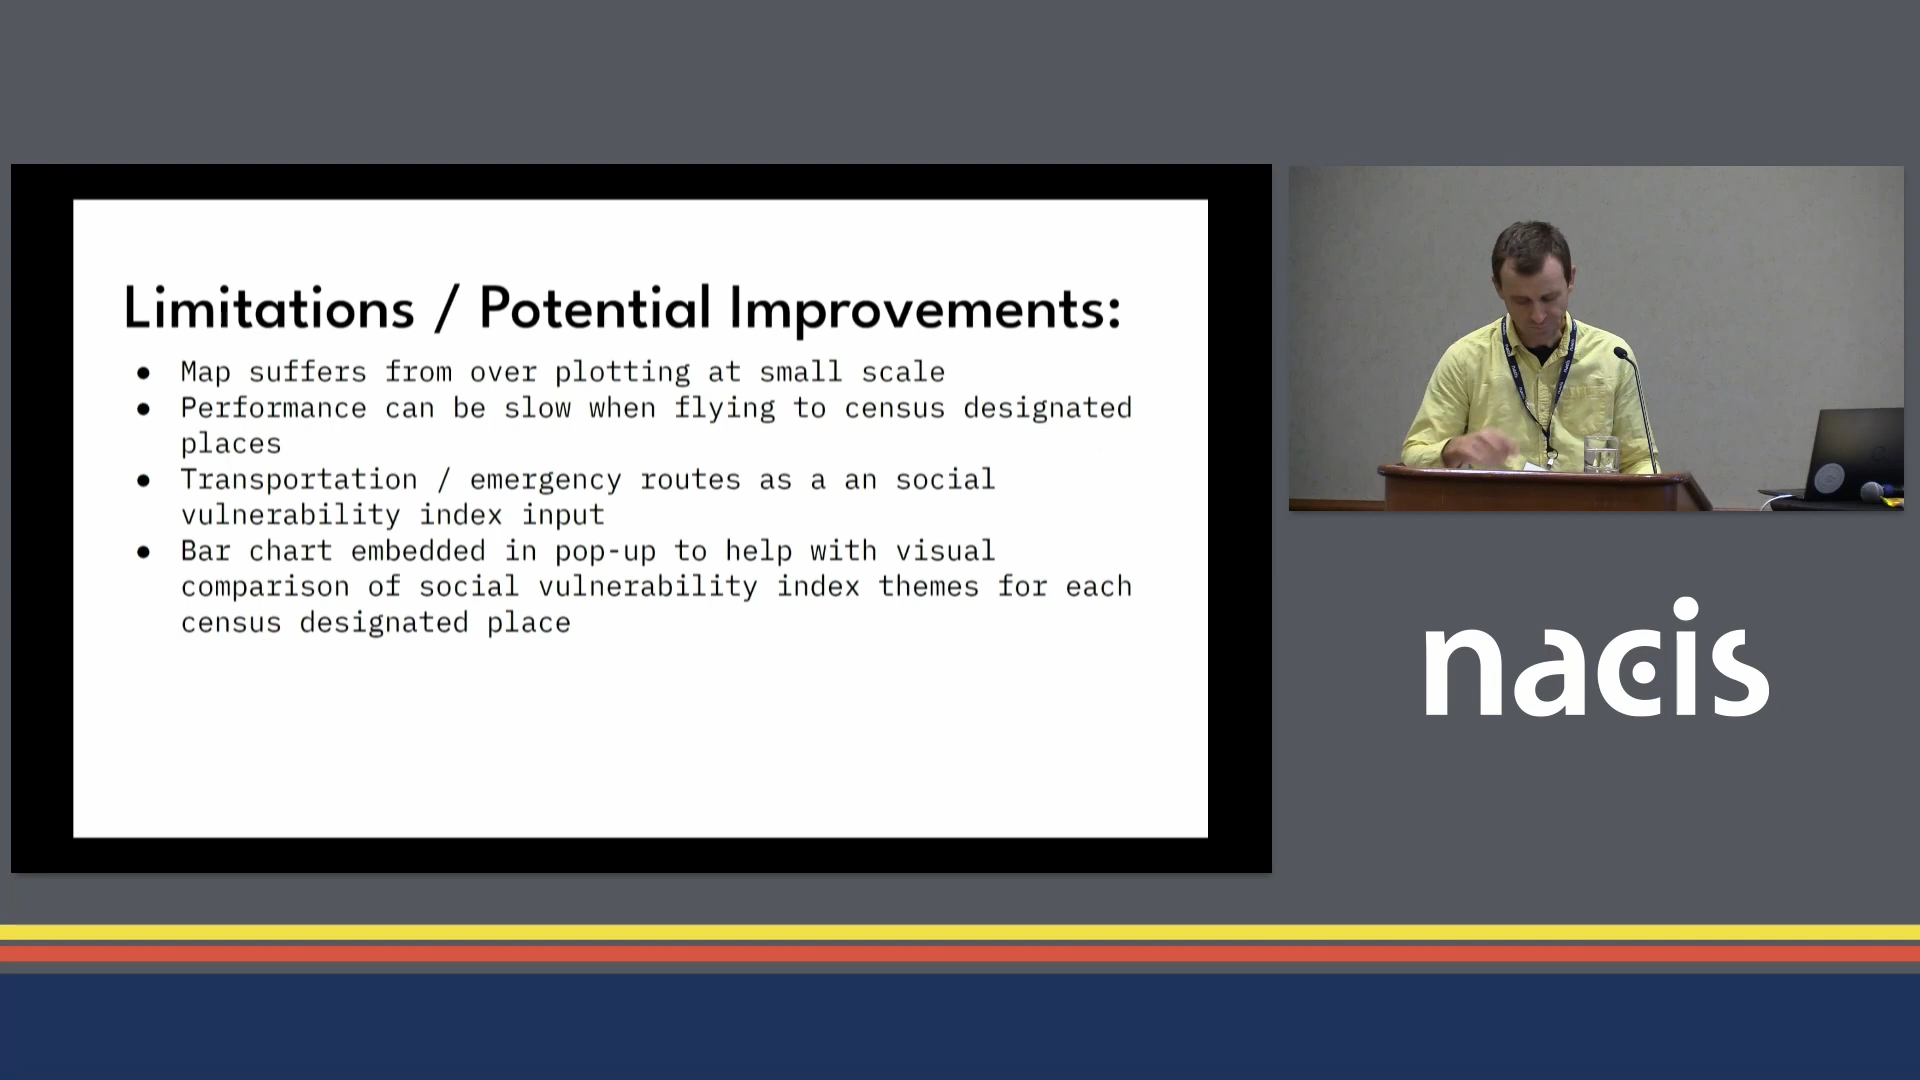 Limitations / Potential Improvements:
● Map suffers from over plotting at small scale
● Performance can be slow when flying to census designated
places
● Transportation / emergency routes as a an social
vulnerability index input
● Bar chart embedded in pop-up to help with visual
comparison of social vulnerability index themes for each
census designated place
nacis